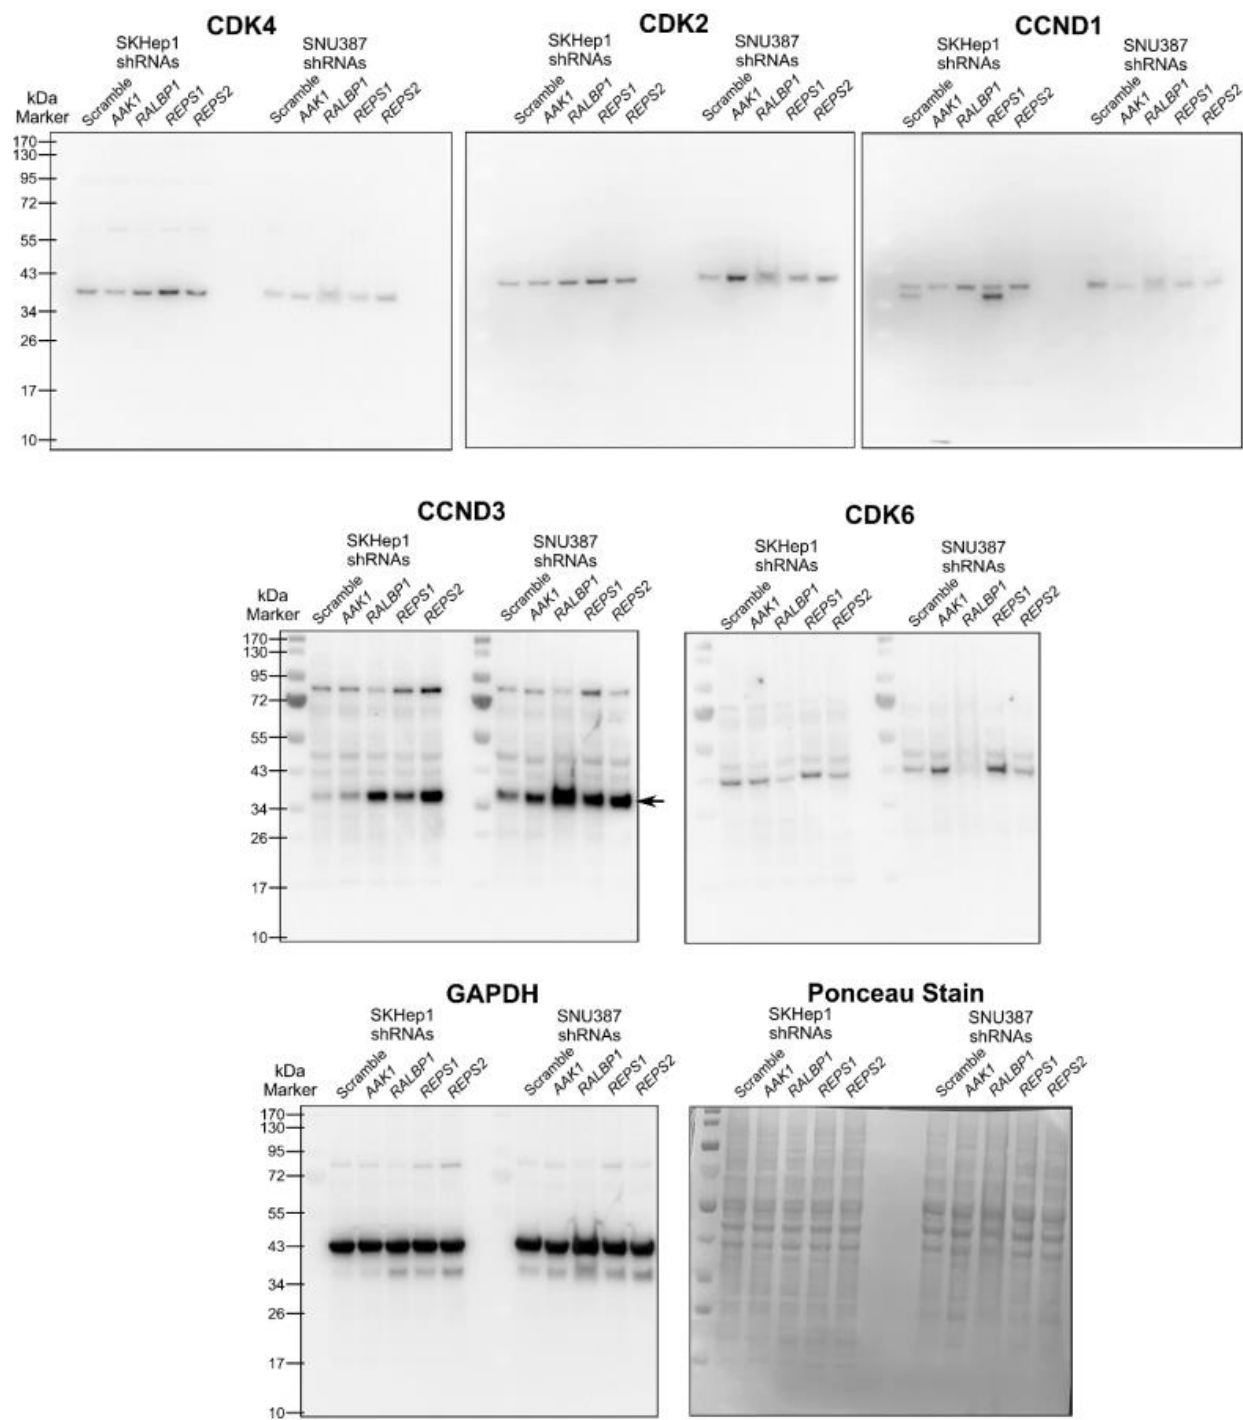 CDK4
SKHep1
shRNAs
SNU387
shRNAs
kDa
Marker
Scramble
AAK1
RALBP1
REPS1
REPS2
Scramble
AAK1
RALBP1
REPS1
REPS2
170
130
95
72
55
43
34
26
17
10
CDK2
SKHep1
shRNAs
SNU387
shRNAs
Scramble
AAK1
RALBP1
REPS1
REPS2
Scramble
AAK1
RALBP1
REPS1
REPS2
CCND1
SKHep1
shRNAs
SNU387
shRNAs
Scramble
AAK1
RALBP1
REPS1
REPS2
Scramble
AAK1
RALBP1
REPS1
REPS2
CCND3
SKHep1
shRNAs
SNU387
shRNAs
kDa
Marker
Scramble
AAK1
RALBP1
REPS1
REPS2
Scramble
AAK1
RALBP1
REPS1
REPS2
170
130
95
72
55
43
34
26
17
10
CDK6
SKHep1
shRNAs
SNU387
shRNAs
Scramble
AAK1
RALBP1
REPS1
REPS2
Scramble
AAK1
RALBP1
REPS1
REPS2
GAPDH
SKHep1
shRNAs
SNU387
shRNAs
kDa
Marker
Scramble
AAK1
RALBP1
REPS1
REPS2
Scramble
AAK1
RALBP1
REPS1
REPS2
170
130
95
72
55
43
34
26
17
10
Ponceau Stain
SKHep1
shRNAs
SNU387
shRNAs
Scramble
AAK1
RALBP1
REPS1
REPS2
Scramble
AAK1
RALBP1
REPS1
REPS2